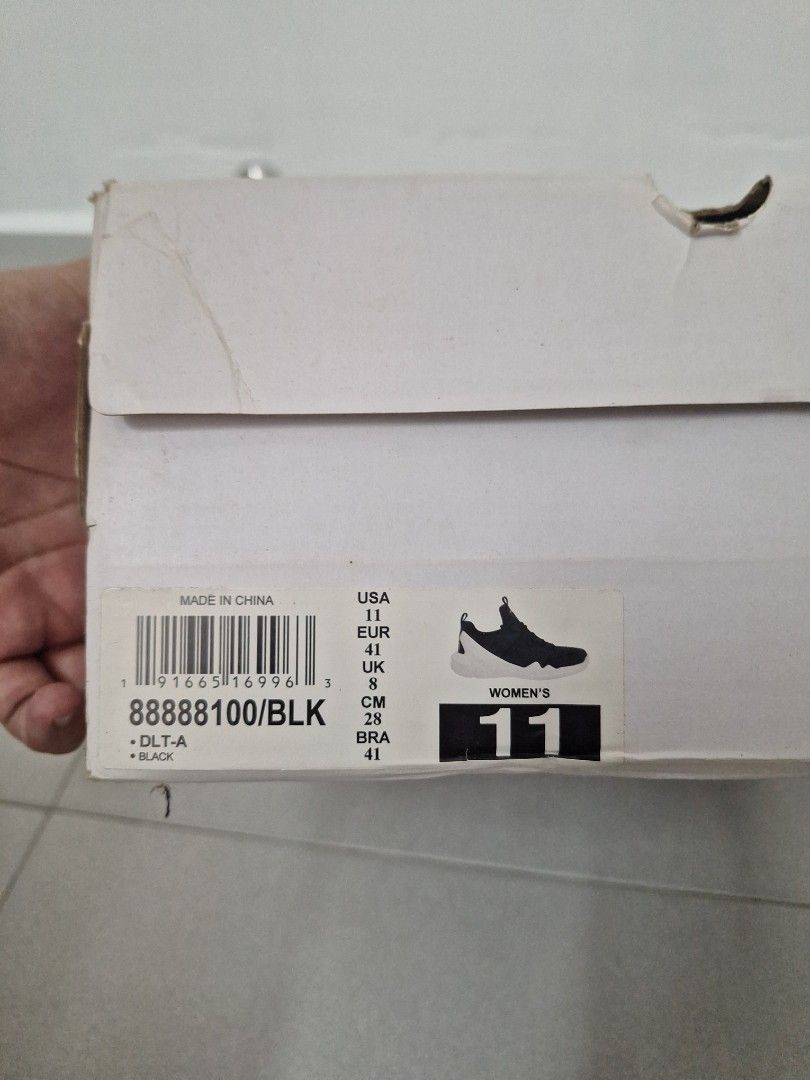 MADE IN CHINA
1 91665 16996 3
88888100/BLK
• DLT-A
• BLACK
USA
11
EUR
41
UK
8
CM
28
BRA
41
WOMEN'S
11